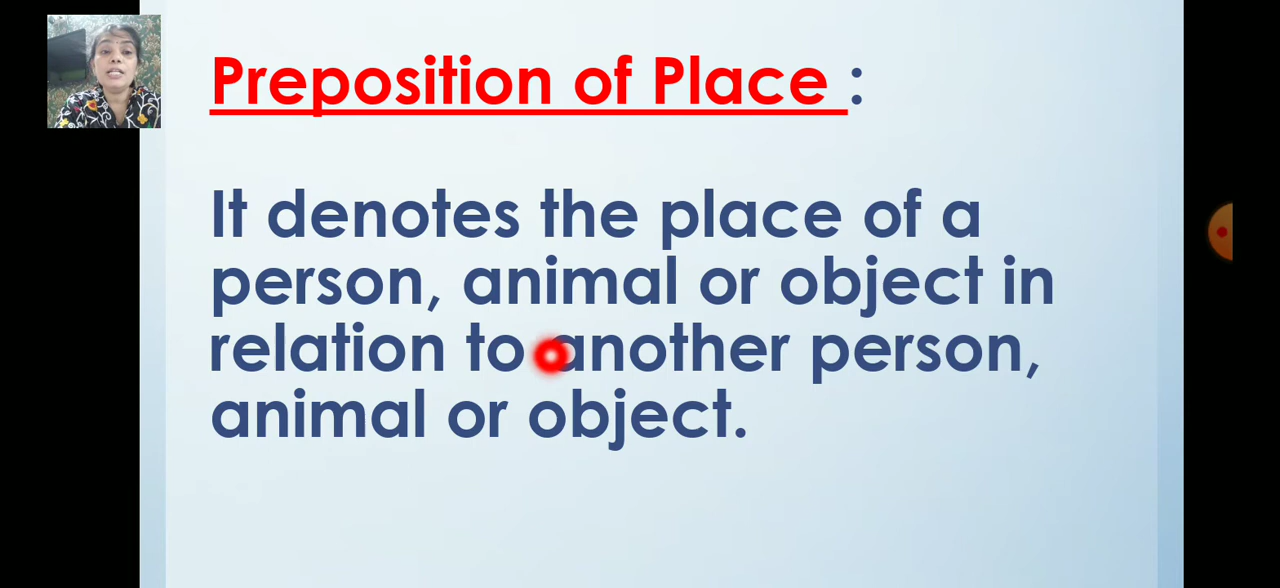 Preposition of Place :
It denotes the place of a
person, animal or object in
relation to another person,
animal or object.